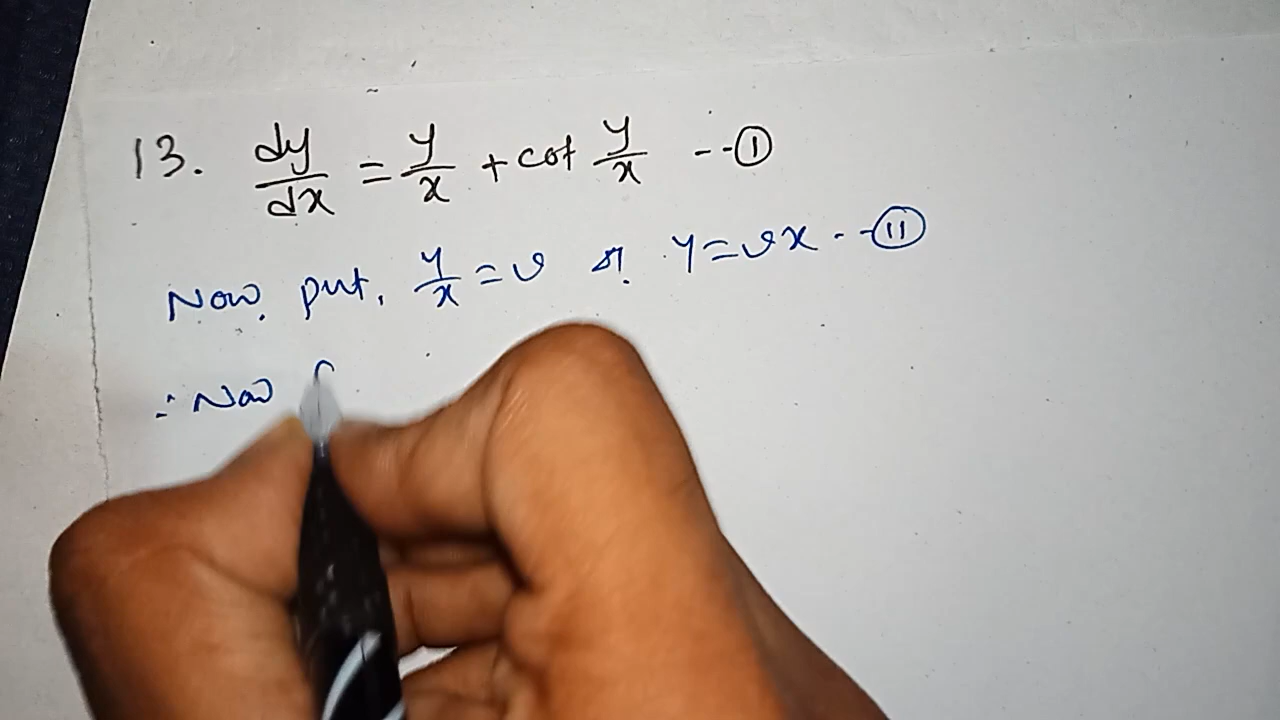 13. dy/dx = y/x + cot y/x --①
Now, put, y/x = v or, y = vx --⑪
∴ Now